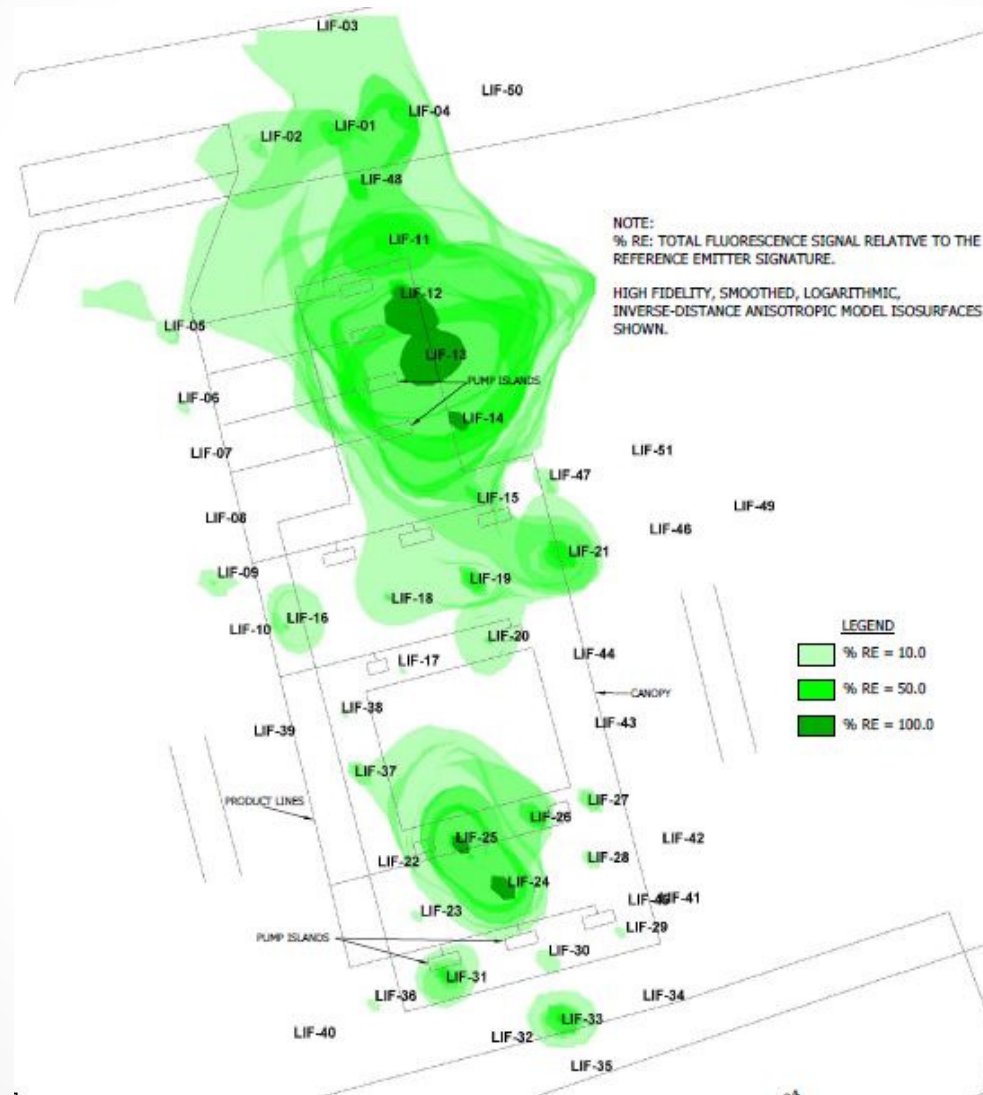 LIF-03
LIF-50
LIF-04
LIF-01
LIF-02
LIF-48
NOTE:
% RE: TOTAL FLUORESCENCE SIGNAL RELATIVE TO THE
REFERENCE EMITTER SIGNATURE.
LIF-11
HIGH FIDELITY, SMOOTHED, LOGARITHMIC,
INVERSE-DISTANCE ANISOTROPIC MODEL ISOSURFACES
SHOWN.
LIF-12
LIF-05
LIF-13
PUMP ISLANDS
LIF-06
LIF-14
LIF-07
LIF-51
LIF-47
LIF-15
LIF-49
LIF-08
LIF-46
LIF-21
LIF-09
LIF-19
LIF-18
LIF-16
LIF-10
LEGEND
LIF-20
% RE = 10.0
LIF-44
LIF-17
% RE = 50.0
CANOPY
LIF-38
LIF-43
% RE = 100.0
LIF-39
LIF-37
PRODUCT LINES
LIF-27
LIF-26
LIF-25
LIF-42
LIF-22
LIF-28
LIF-24
LIF-41
LIF-23
LIF-29
PUMP ISLANDS
LIF-30
LIF-31
LIF-36
LIF-34
LIF-33
LIF-40
LIF-32
LIF-35